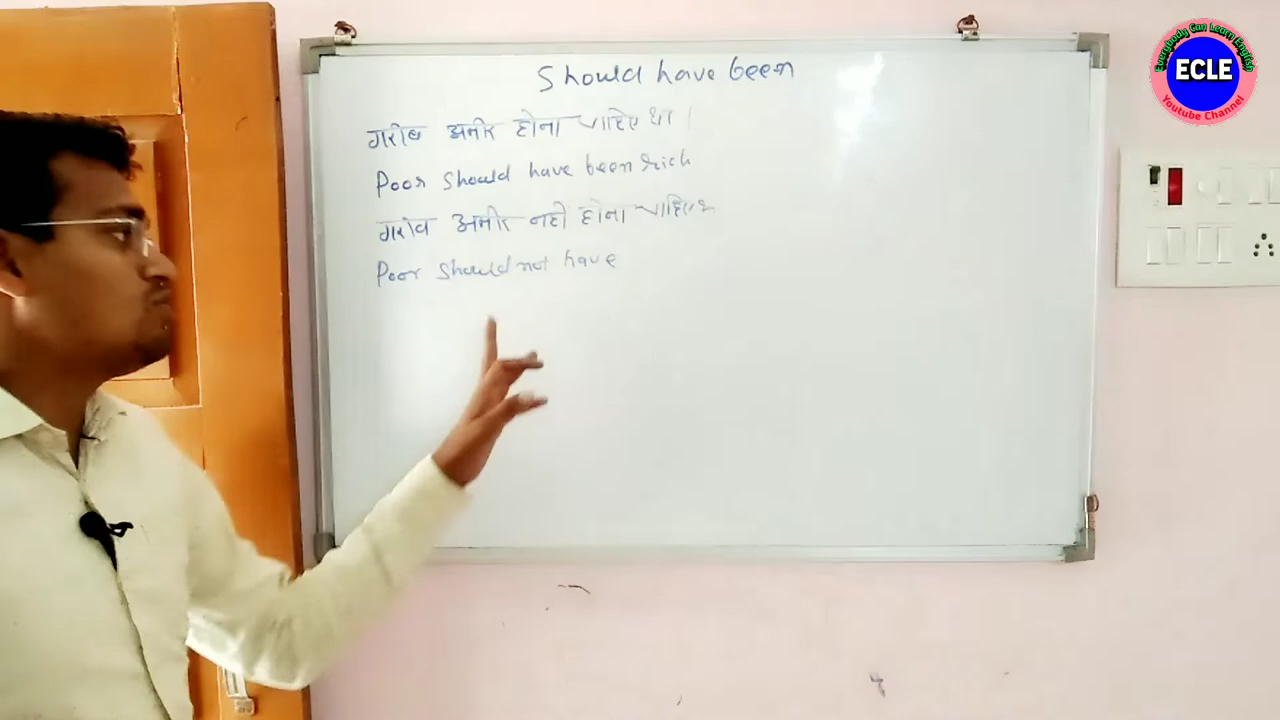 Should have been
गरीब अमीर होना चाहिए था।
Poor should have been rich
गरीब अमीर नही होना चाहिए था
Poor should not have
Everybody Can Learn English
ECLE
Youtube Channel